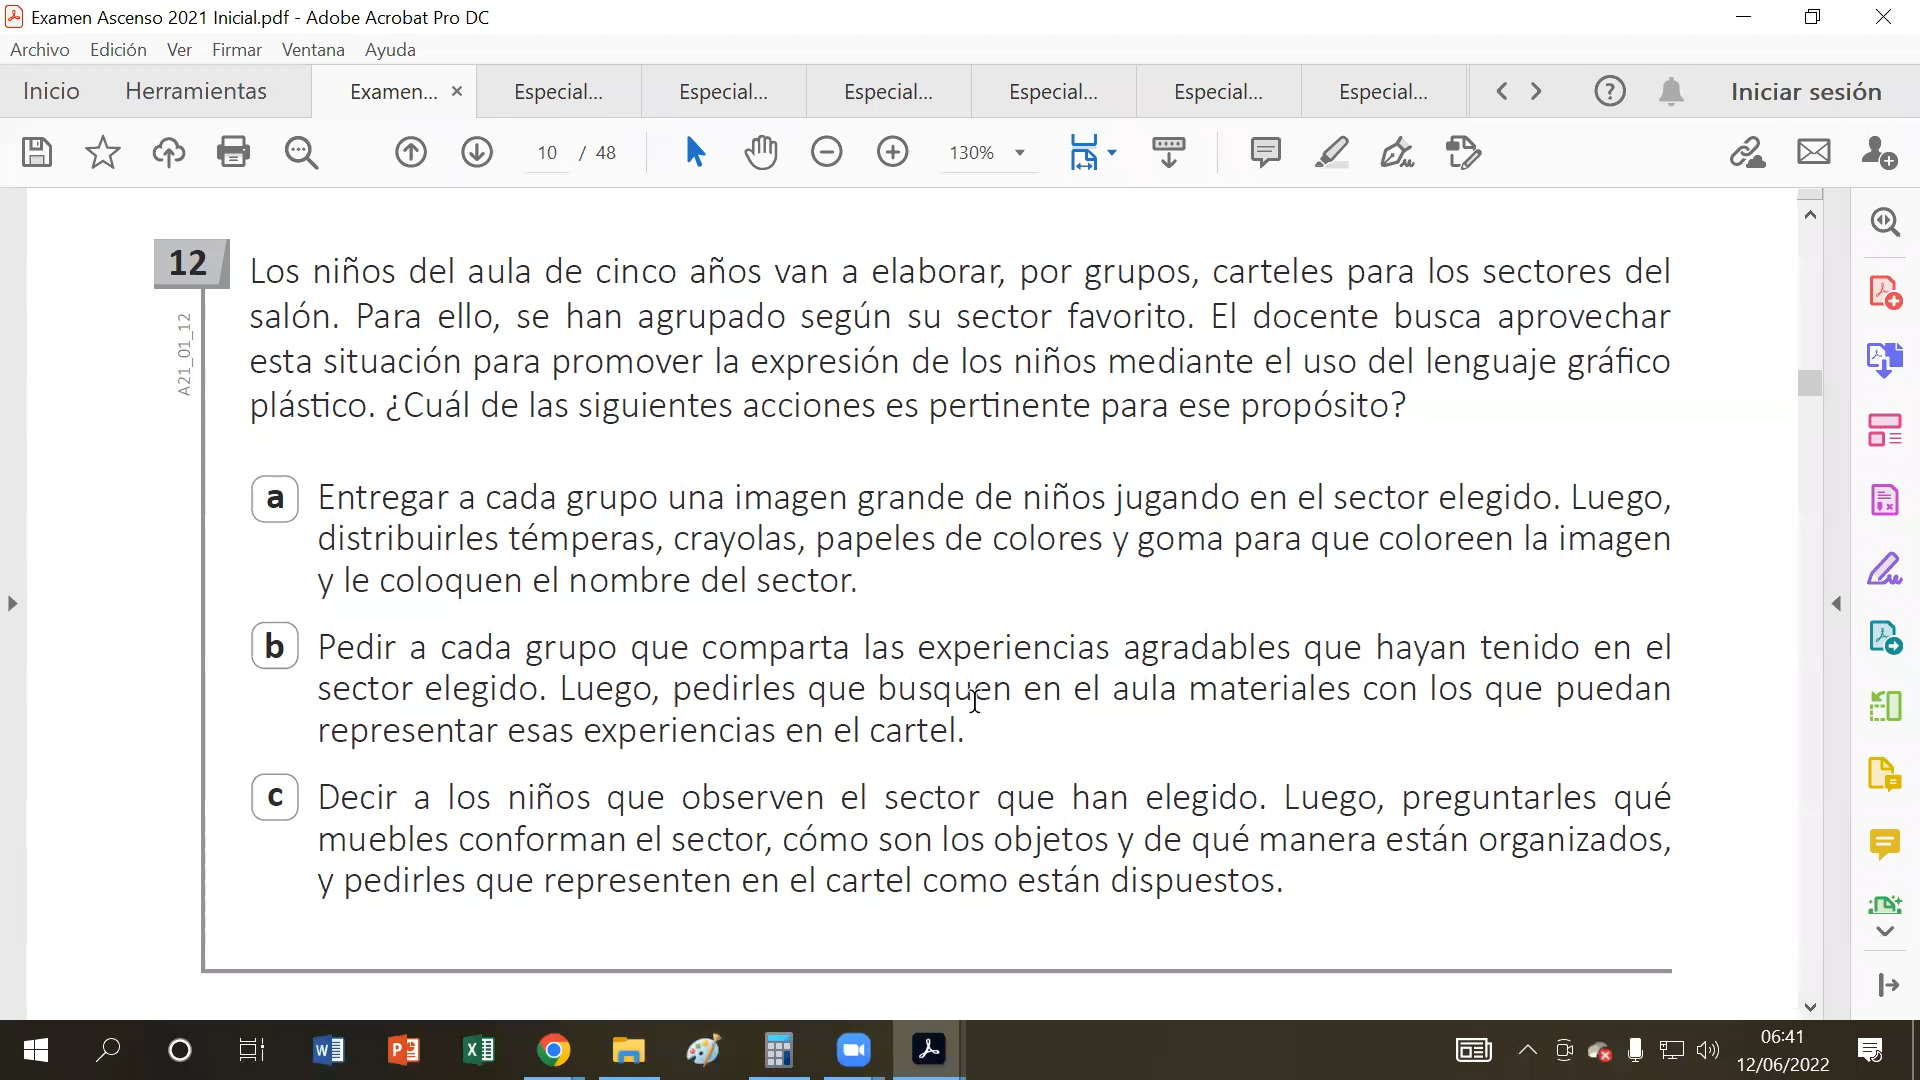 Examen Ascenso 2021 Inicial.pdf - Adobe Acrobat Pro DC
Archivo Edición Ver Firmar Ventana Ayuda
Inicio Herramientas Examen... × Especial... Especial... Especial... Especial... Especial... Especial... Iniciar sesión
10 / 48 130%
12
A21_01_12
Los niños del aula de cinco años van a elaborar, por grupos, carteles para los sectores del
salón. Para ello, se han agrupado según su sector favorito. El docente busca aprovechar
esta situación para promover la expresión de los niños mediante el uso del lenguaje gráfico
plástico. ¿Cuál de las siguientes acciones es pertinente para ese propósito?
a Entregar a cada grupo una imagen grande de niños jugando en el sector elegido. Luego,
distribuirles témperas, crayolas, papeles de colores y goma para que coloreen la imagen
y le coloquen el nombre del sector.
b Pedir a cada grupo que comparta las experiencias agradables que hayan tenido en el
sector elegido. Luego, pedirles que busquen en el aula materiales con los que puedan
representar esas experiencias en el cartel.
c Decir a los niños que observen el sector que han elegido. Luego, preguntarles qué
muebles conforman el sector, cómo son los objetos y de qué manera están organizados,
y pedirles que representen en el cartel como están dispuestos.
06:41
12/06/2022